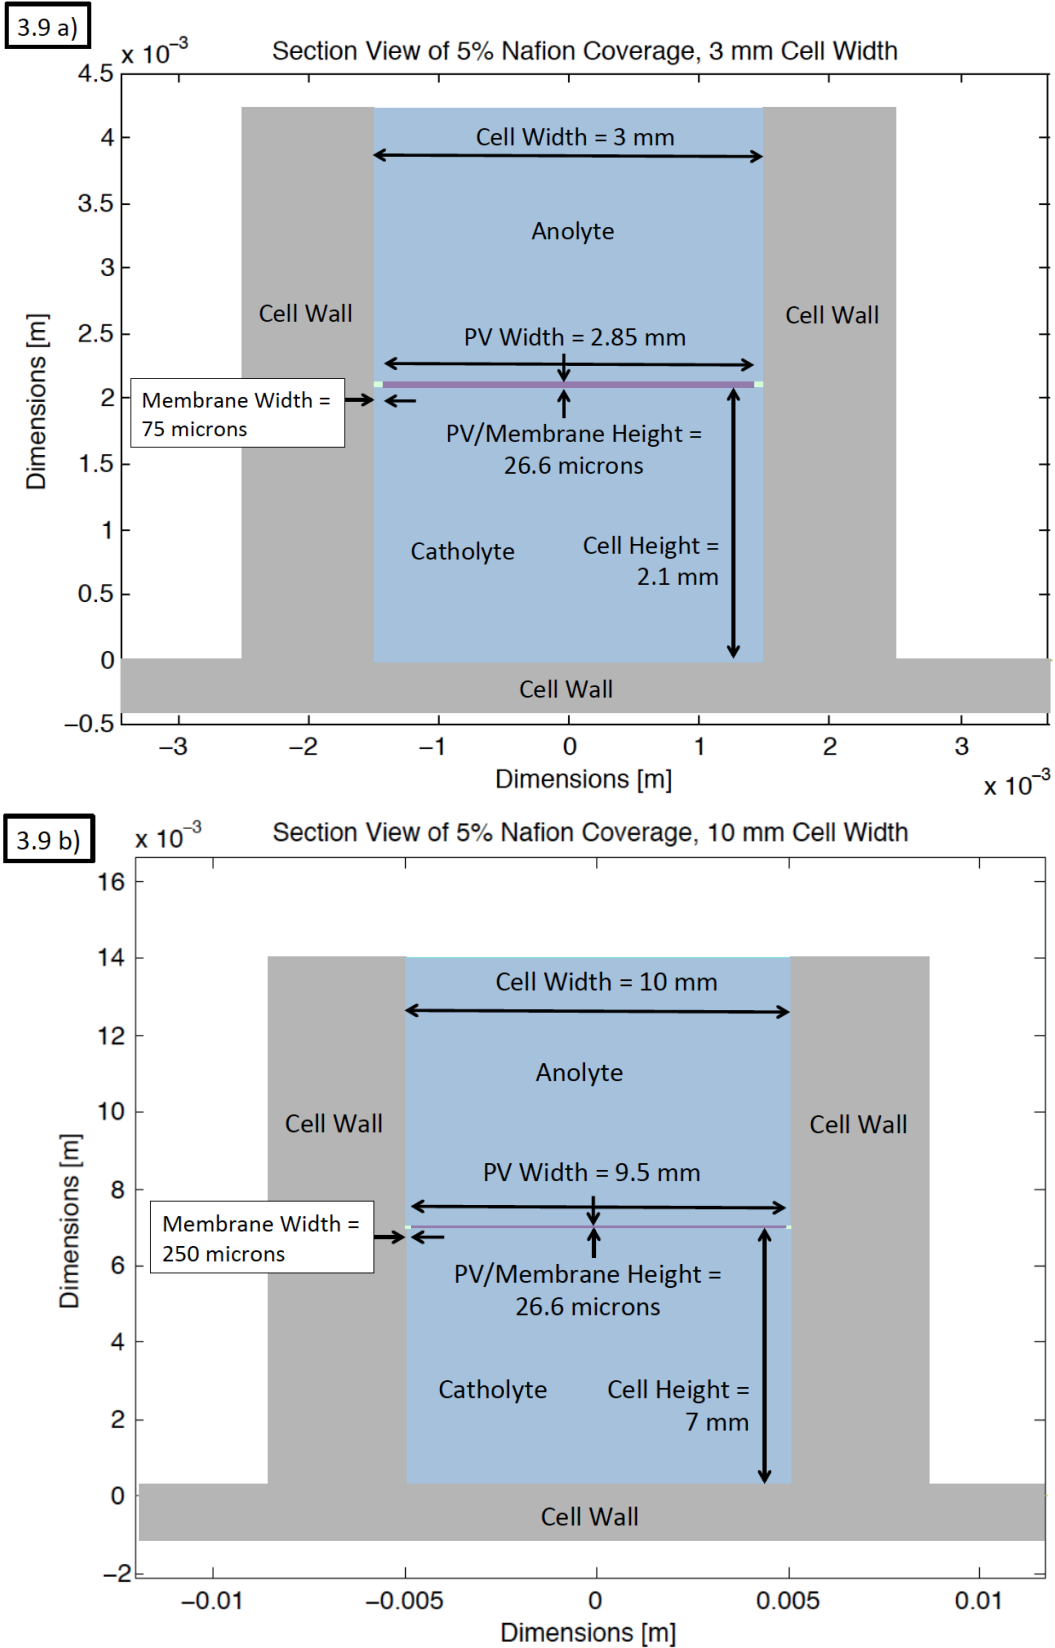 3.9 a)
x 10⁻³
Section View of 5% Nafion Coverage, 3 mm Cell Width
4.5
4
3.5
3
2.5
2
1.5
1
0.5
0
−0.5
Dimensions [m]
Cell Width = 3 mm
Anolyte
Cell Wall
Cell Wall
PV Width = 2.85 mm
Membrane Width =
75 microns
PV/Membrane Height =
26.6 microns
Catholyte
Cell Height =
2.1 mm
Cell Wall
−3
−2
−1
0
1
2
3
Dimensions [m]
x 10⁻³
3.9 b)
x 10⁻³
Section View of 5% Nafion Coverage, 10 mm Cell Width
16
14
12
10
8
6
4
2
0
−2
Dimensions [m]
Cell Width = 10 mm
Anolyte
Cell Wall
Cell Wall
PV Width = 9.5 mm
Membrane Width =
250 microns
PV/Membrane Height =
26.6 microns
Catholyte
Cell Height =
7 mm
Cell Wall
−0.01
−0.005
0
0.005
0.01
Dimensions [m]